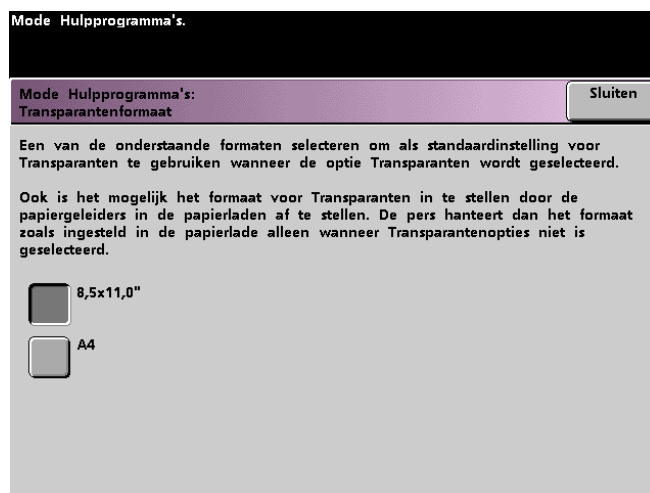 Mode Hulpprogramma's.
Mode Hulpprogramma's:
Transparantenformaat
Sluiten
Een van de onderstaande formaten selecteren om als standaardinstelling voor
Transparanten te gebruiken wanneer de optie Transparanten wordt geselecteerd.
Ook is het mogelijk het formaat voor Transparanten in te stellen door de
papiergeleiders in de papierladen af te stellen. De pers hanteert dan het formaat
zoals ingesteld in de papierlade alleen wanneer Transparantenopties niet is
geselecteerd.
8,5x11,0"
A4